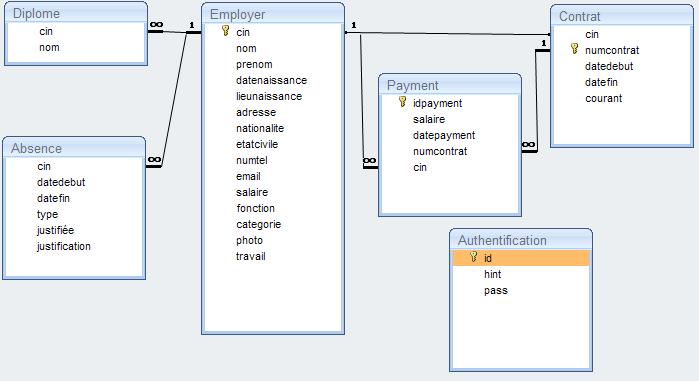 Diplome
cin
nom
Absence
cin
datedebut
datefin
type
justifiée
justification
Employer
cin
nom
prenom
datenaissance
lieunaissance
adresse
nationalite
etatcivile
numtel
email
salaire
fonction
categorie
photo
travail
Payment
idpayment
salaire
datepayment
numcontrat
cin
Contrat
cin
numcontrat
datedebut
datefin
courant
Authentification
id
hint
pass
∞
1
∞
1
∞
1
∞